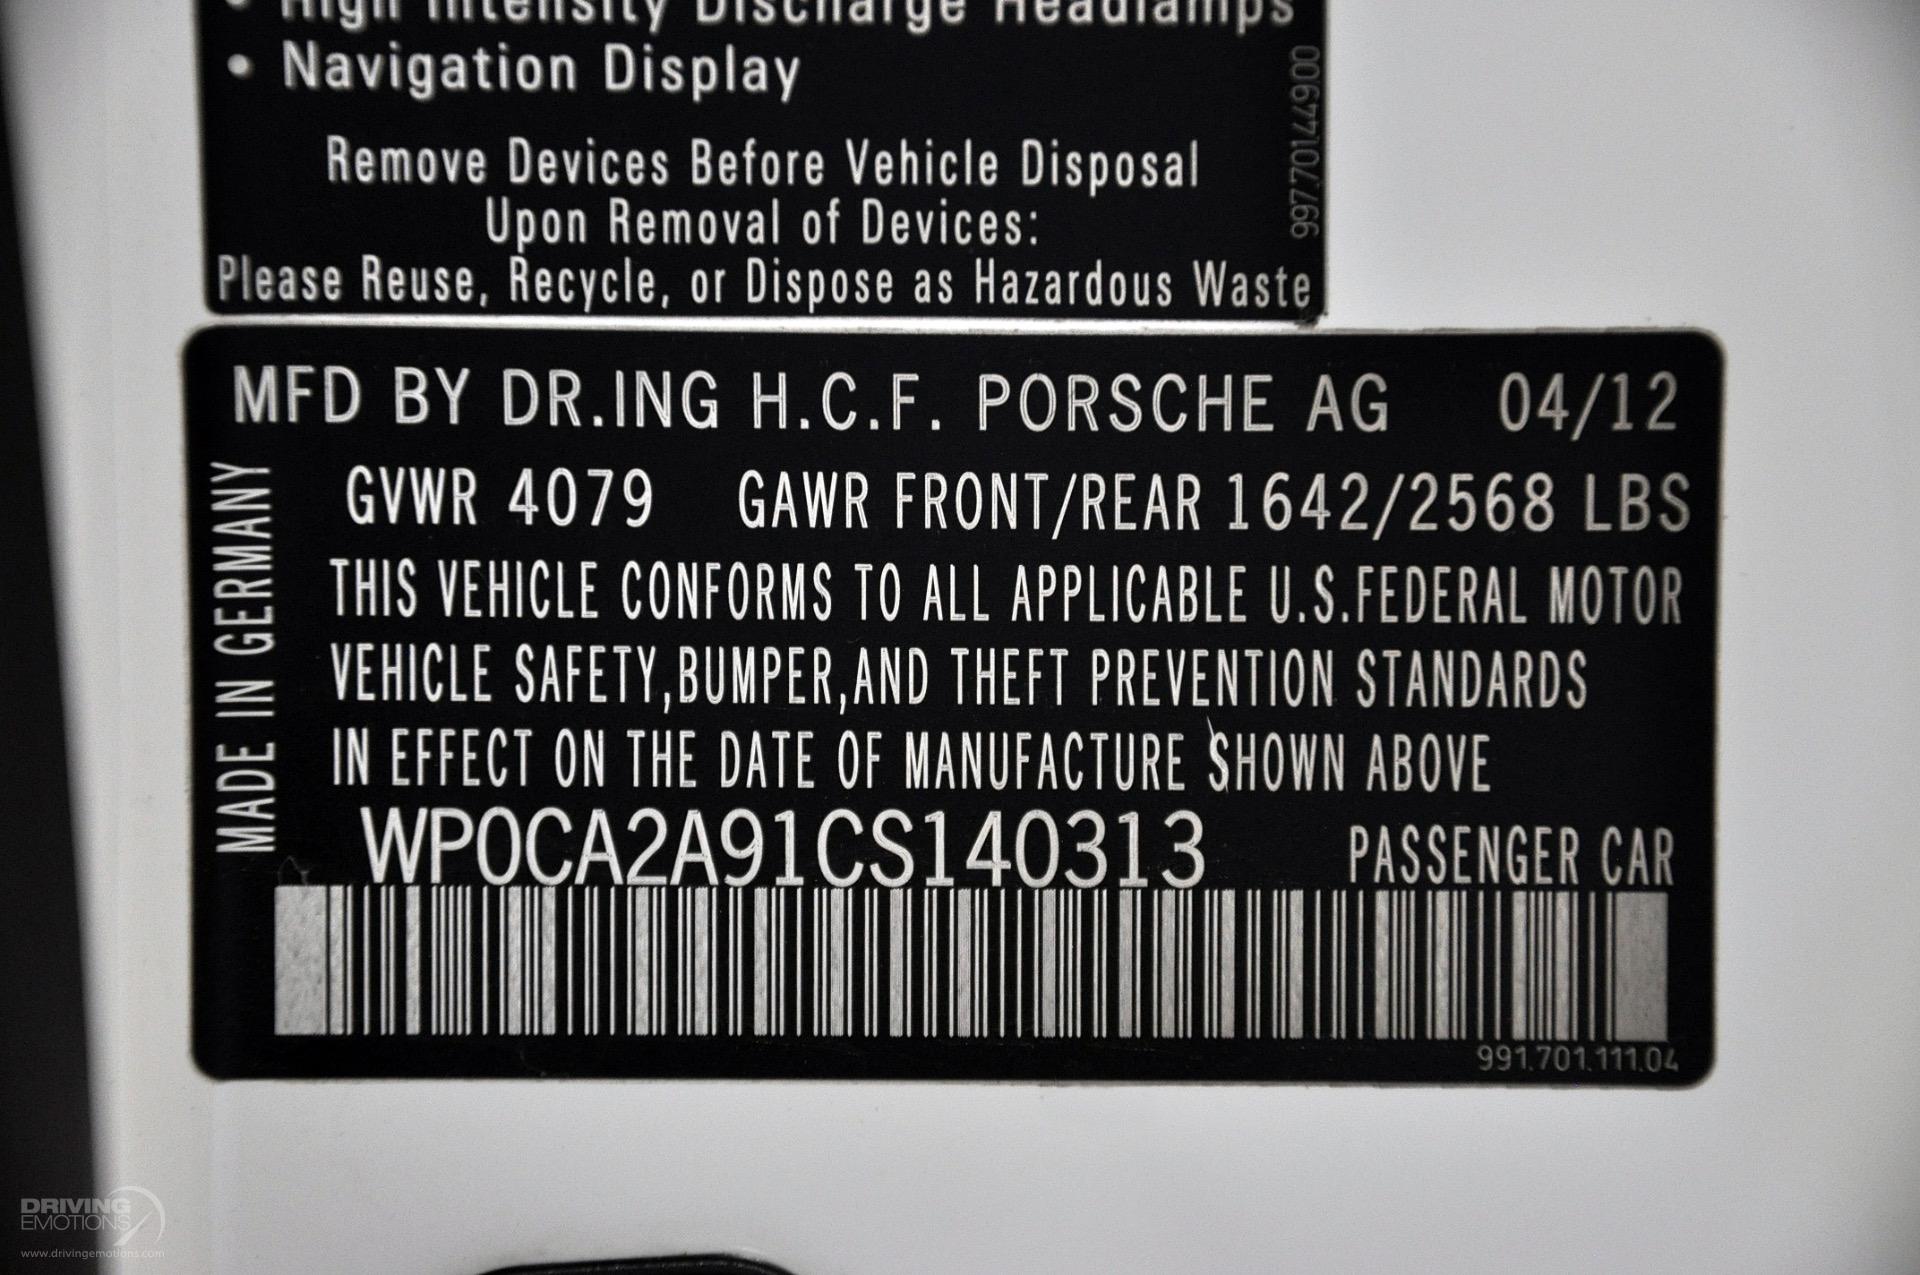 • High Intensity Discharge Headlamps
• Navigation Display
Remove Devices Before Vehicle Disposal
Upon Removal of Devices:
Please Reuse, Recycle, or Dispose as Hazardous Waste
997.701.449.00
MFD BY DR.ING H.C.F. PORSCHE AG 04/12
GVWR 4079 GAWR FRONT/REAR 1642/2568 LBS
THIS VEHICLE CONFORMS TO ALL APPLICABLE U.S.FEDERAL MOTOR
VEHICLE SAFETY,BUMPER,AND THEFT PREVENTION STANDARDS
IN EFFECT ON THE DATE OF MANUFACTURE SHOWN ABOVE
WP0CA2A91CS140313 PASSENGER CAR
MADE IN GERMANY
991.701.111.04
DRIVING
EMOTIONS
www.drivingemotions.com